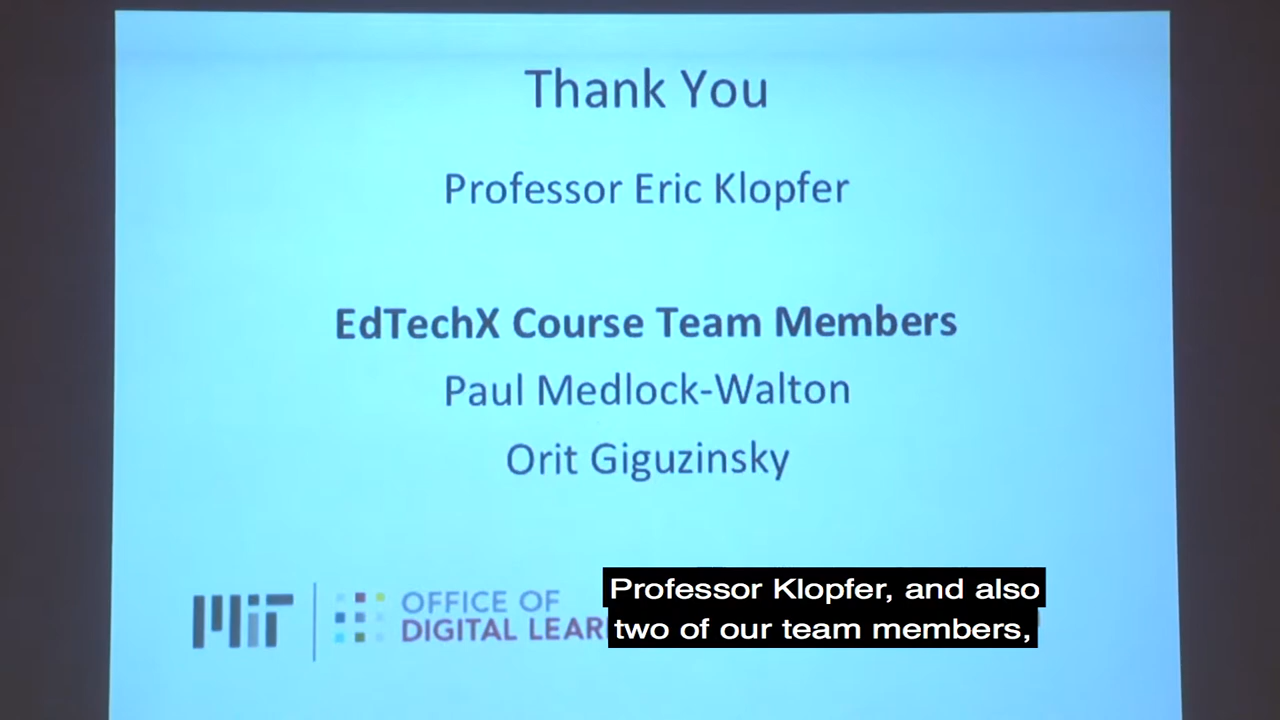 Thank You
Professor Eric Klopfer
EdTechX Course Team Members
Paul Medlock-Walton
Orit Giguzinsky
MIT
OFFICE OF
DIGITAL LEAR
Professor Klopfer, and also
two of our team members,